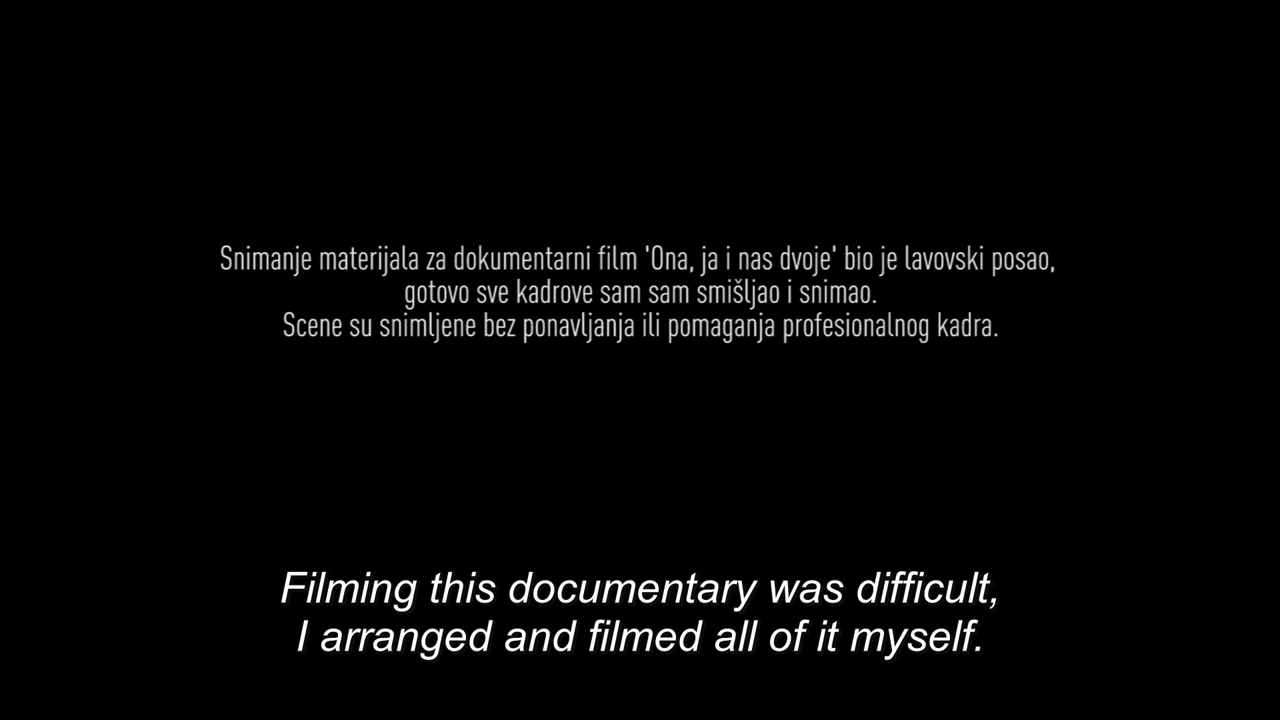 Snimanje materijala za dokumentarni film 'Ona, ja i nas dvoje' bio je lavovski posao,
gotovo sve kadrove sam sam smišljao i snimao.
Scene su snimljene bez ponavljanja ili pomaganja profesionalnog kadra.
Filming this documentary was difficult,
I arranged and filmed all of it myself.